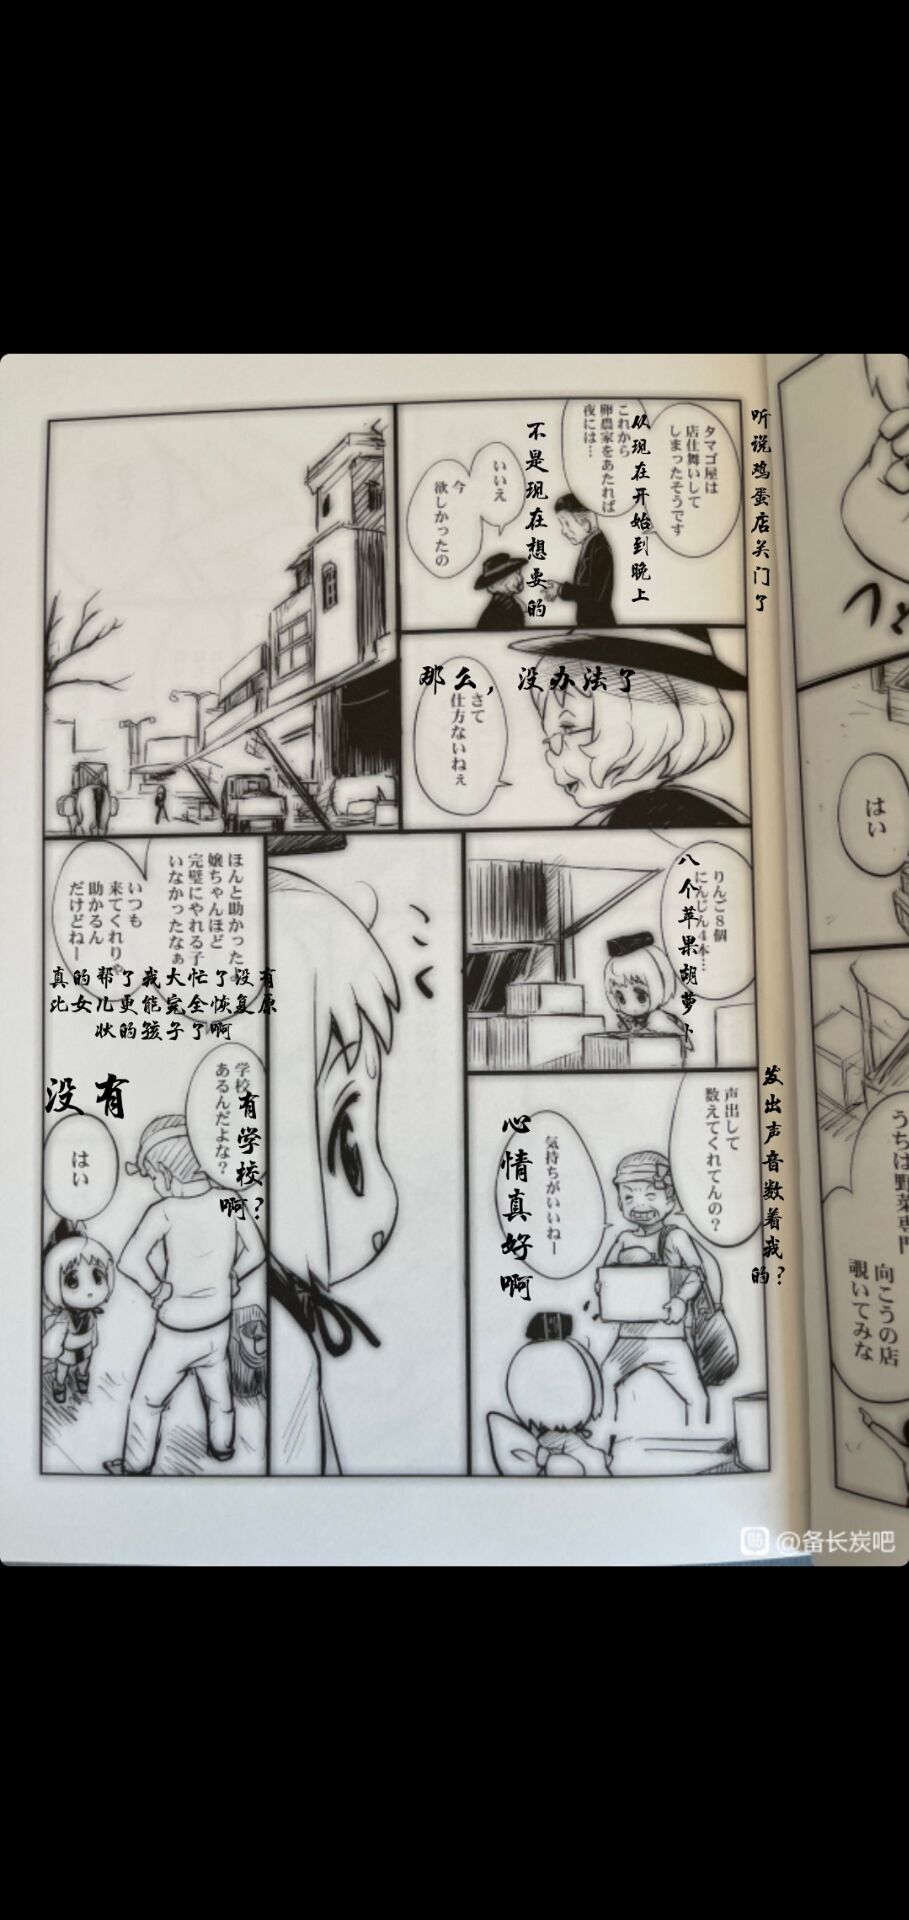 听说鸡蛋店关门了
タマゴ屋は
店仕舞いして
しまったそうです
从现在开始到晚上
これから
卵農家をあたれば
夜には…
不是现在想要的
いいえ
今
欲しかったの
那么，没办法了
さて
仕方ないねぇ
りんご8個
にんじん4本…
八个苹果胡萝卜
发出声音数着我的？
声出して
数えてくれてんの？
心情真好啊
気持ちがいいねー
ほんと助かった
嬢ちゃんほど
完璧にやれる子
いなかったなぁ
いつも
来てくれりゃ
助かるん
だけどねー
真的帮了我大忙了没有
比女儿更能完全恢复原
状的孩子了啊
学校
あるんだよな？
有学校
啊？
没有
はい
はい
うちは野菜専門
向こうの店
覗いてみな
@备长炭吧